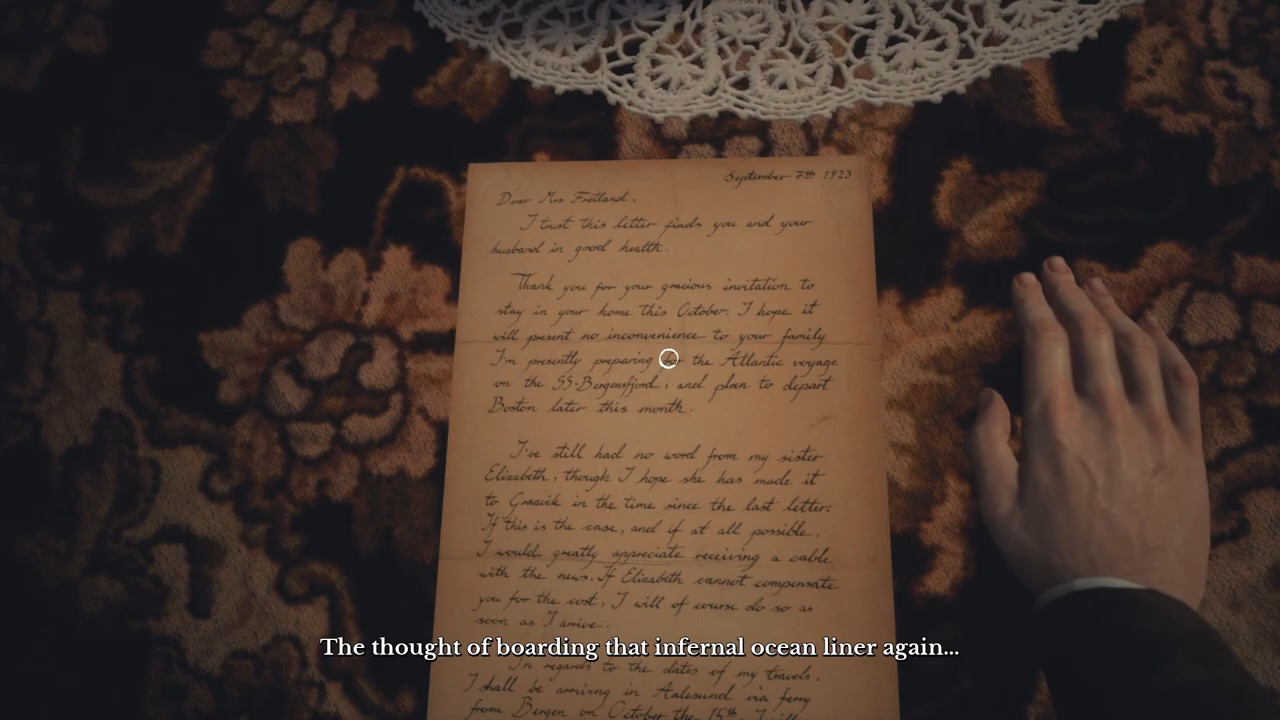 September 7th 1923
Dear Mrs Fretland,
I trust this letter finds you and your
husband in good health.
Thank you for your gracious invitation to
stay in your home this October. I hope it
will present no inconvenience to your family
I'm presently preparing for the Atlantic voyage
on the SS-Bergensfjord, and plan to depart
Boston later this month.
I've still had no word from my sister
Elizabeth, though I hope she has made it
to Gravik in the time since the last letter.
If this is the case, and if at all possible,
I would greatly appreciate receiving a cable
with the news. If Elizabeth cannot compensate
you for the cost, I will of course do so as
soon as I arrive.
The thought of boarding that infernal ocean liner again...
In regards to the dates of my travels,
I shall be arriving in Aalesund via ferry
from Bergen on October the 15th. I will